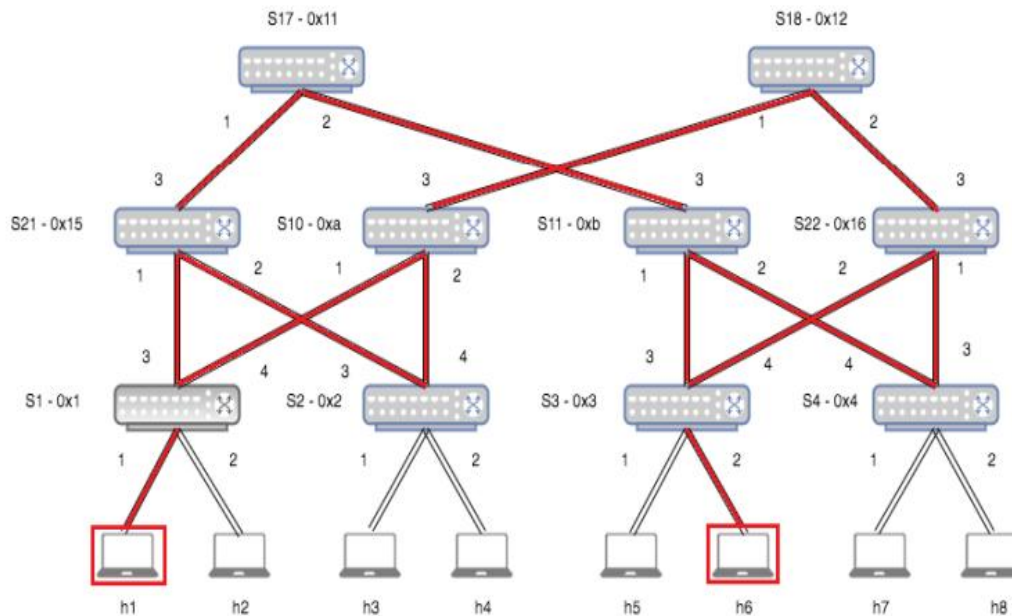 S17 - 0x11 S18 - 0x12
1 2 1 2
3 3 3 3
S21 - 0x15 S10 - 0xa S11 - 0xb S22 - 0x16
1 2 1 2 1 2 2 1
3 4 3 4 3 4 4 3
S1 - 0x1 S2 - 0x2 S3 - 0x3 S4 - 0x4
1 2 1 2 1 2 1 2
h1 h2 h3 h4 h5 h6 h7 h8